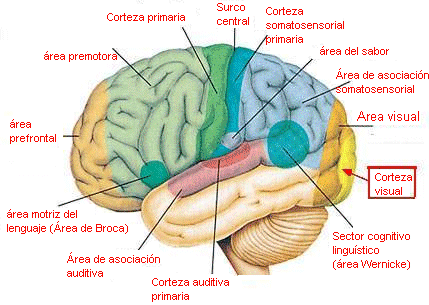 Corteza primaria
Surco
central
Corteza
somatosensorial
primaria
área premotora
área del sabor
Área de asociación
somatosensorial
Area visual
área
prefrontal
Corteza
visual
área motriz del
lenguaje (Área de Broca)
Área de asociación
auditiva
Corteza auditiva
primaria
Sector cognitivo
linguístico
(área Wernicke)